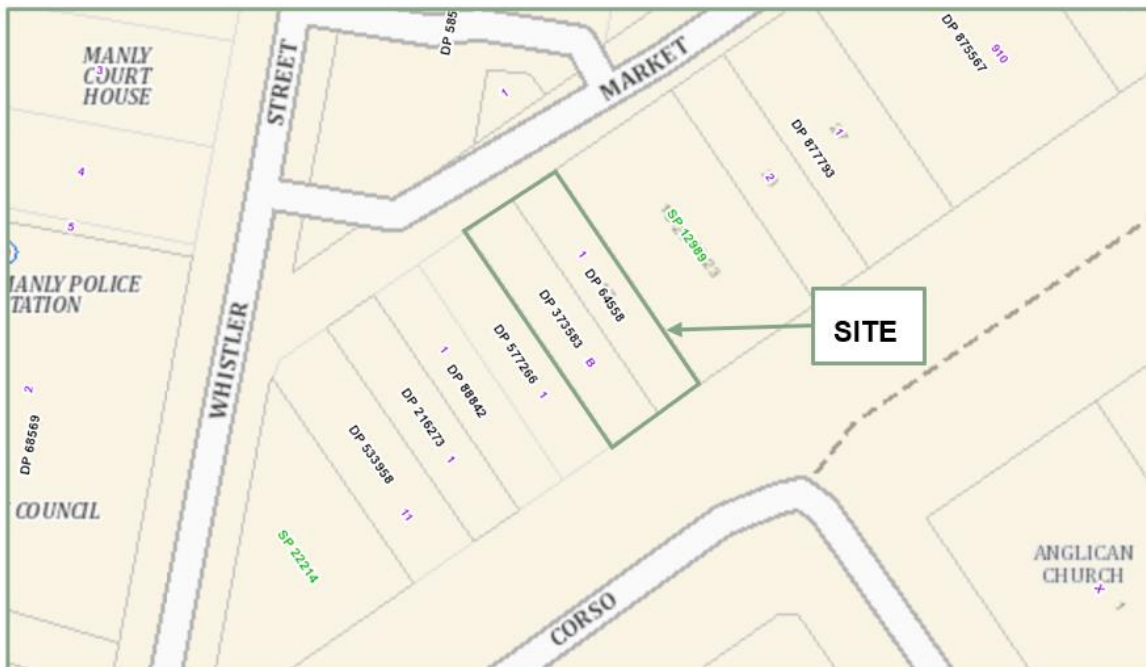 MANLY
COURT
HOUSE
3
4
5
MANLY POLICE
STATION
2
DP 68569
COUNCIL
WHISTLER
STREET
DP 585
1
MARKET
DP 875567
910
DP 877793
2
SP 12989
1
DP 64558
DP 373583
B
SITE
DP 577266
1
1
DP 88842
DP 216273
1
DP 533958
11
SP 22214
CORSO
ANGLICAN
CHURCH
X